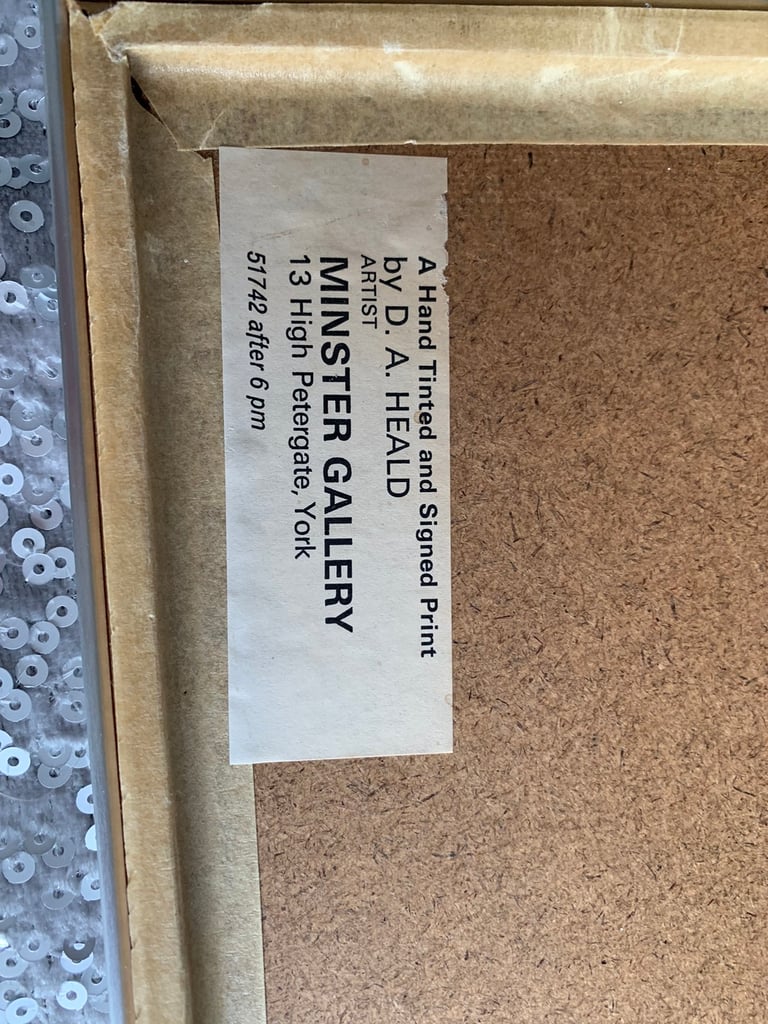 A Hand Tinted and Signed Print
by D. A. HEALD
ARTIST
MINSTER GALLERY
13 High Petergate, York
51742 after 6 pm